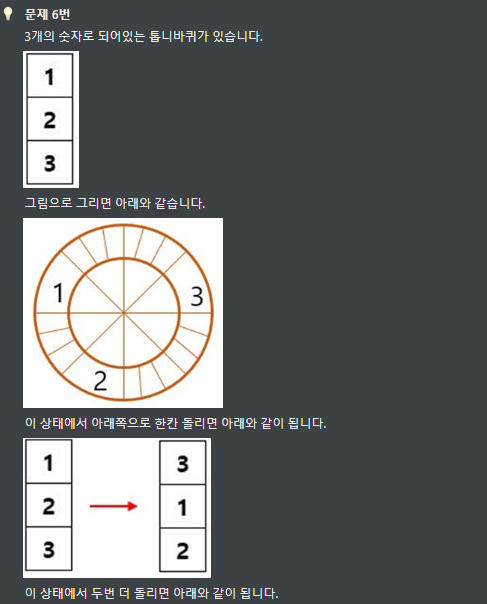 문제 6번
3개의 숫자로 되어있는 톱니바퀴가 있습니다.
1
2
3
그림으로 그리면 아래와 같습니다.
1
3
2
이 상태에서 아래쪽으로 한칸 돌리면 아래와 같이 됩니다.
1 3
2 1
3 2
이 상태에서 두번 더 돌리면 아래와 같이 됩니다.